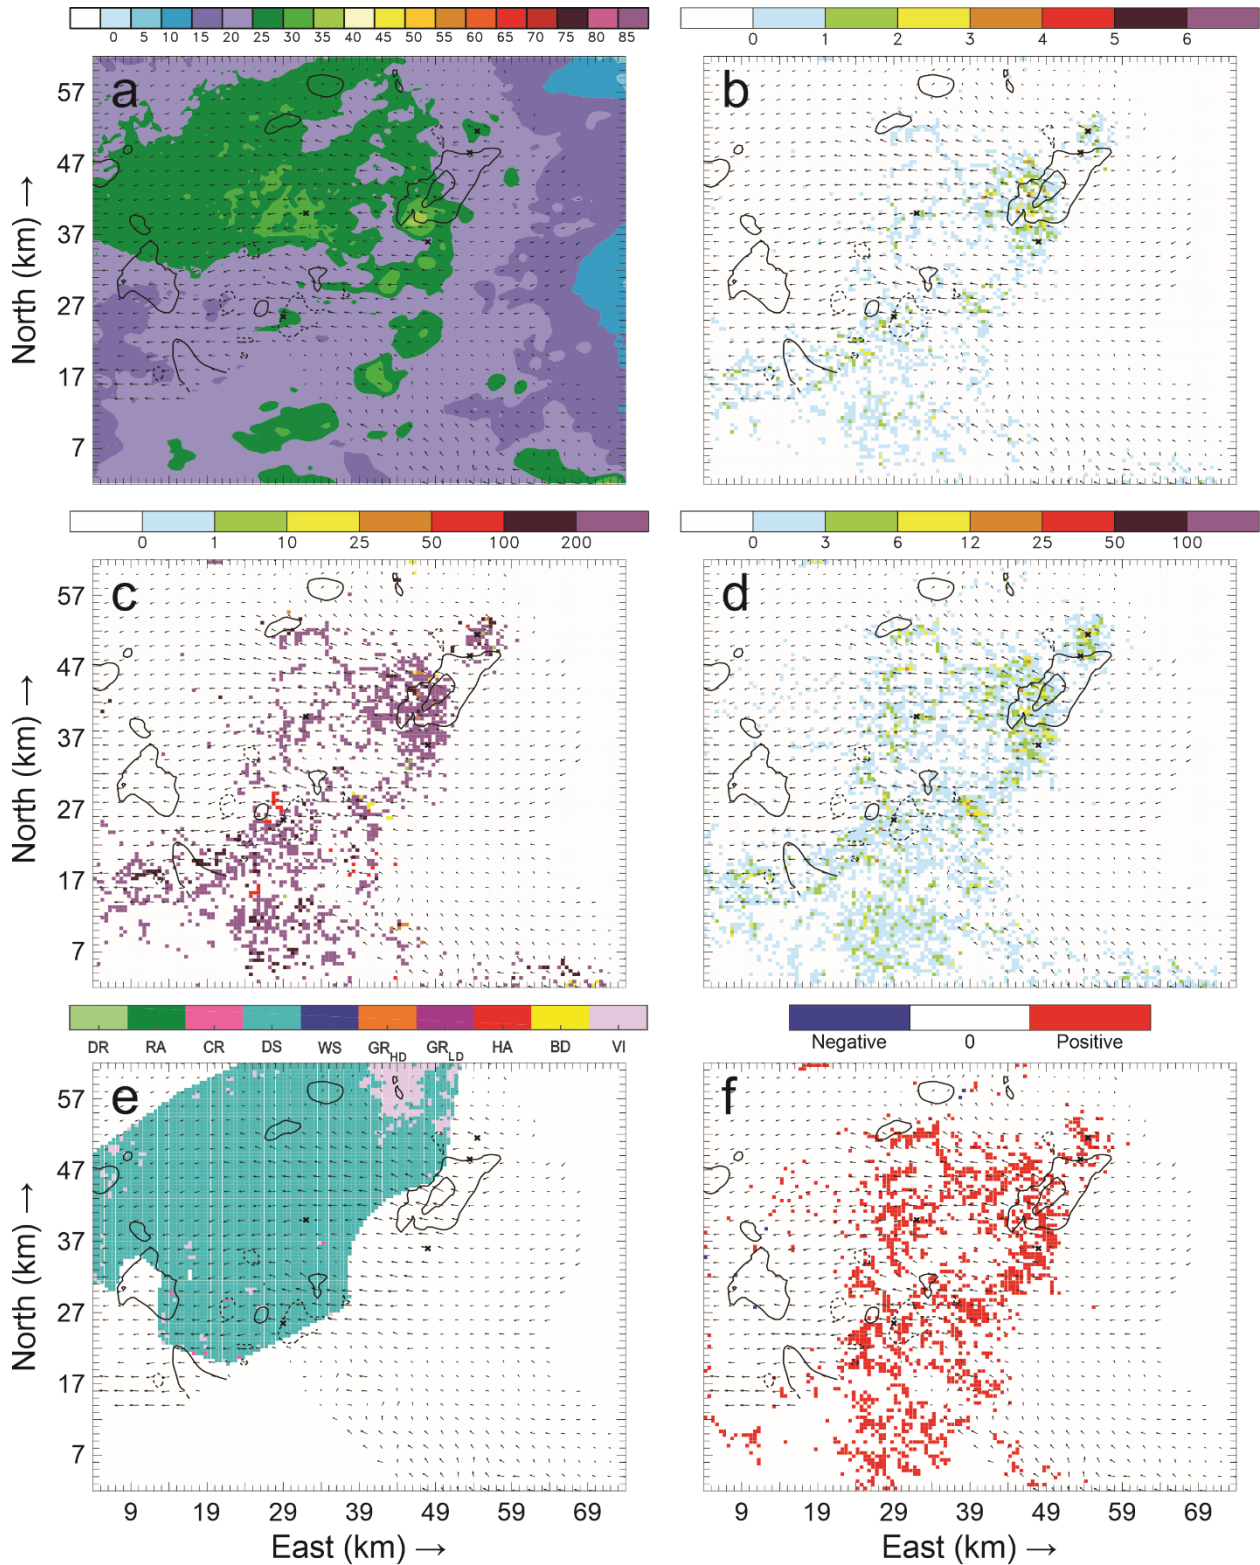 0 5 10 15 20 25 30 35 40 45 50 55 60 65 70 75 80 85
0 1 2 3 4 5 6
a
57
47
37
27
17
7
North (km) →
b
0 1 10 25 50 100 200
0 3 6 12 25 50 100
c
57
47
37
27
17
7
North (km) →
d
DR RA CR DS WS GR HD GR LD HA BD VI
Negative 0 Positive
e
57
47
37
27
17
7
North (km) →
f
9 19 29 39 49 59 69
East (km) →
9 19 29 39 49 59 69
East (km) →